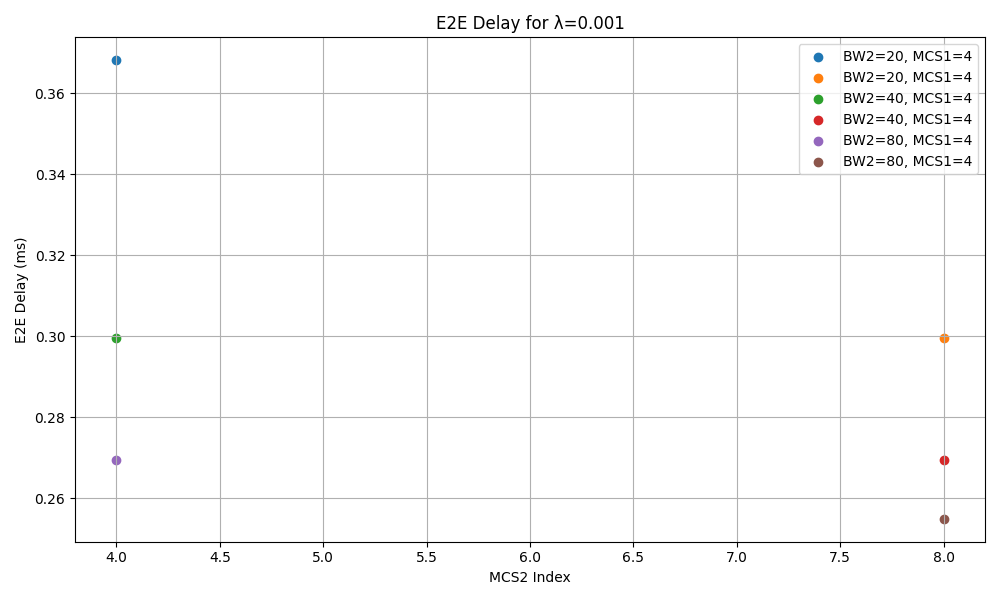 E2E Delay for λ=0.001
BW2=20, MCS1=4
BW2=20, MCS1=4
BW2=40, MCS1=4
BW2=40, MCS1=4
BW2=80, MCS1=4
BW2=80, MCS1=4
E2E Delay (ms)
0.36
0.34
0.32
0.30
0.28
0.26
4.0 4.5 5.0 5.5 6.0 6.5 7.0 7.5 8.0
MCS2 Index